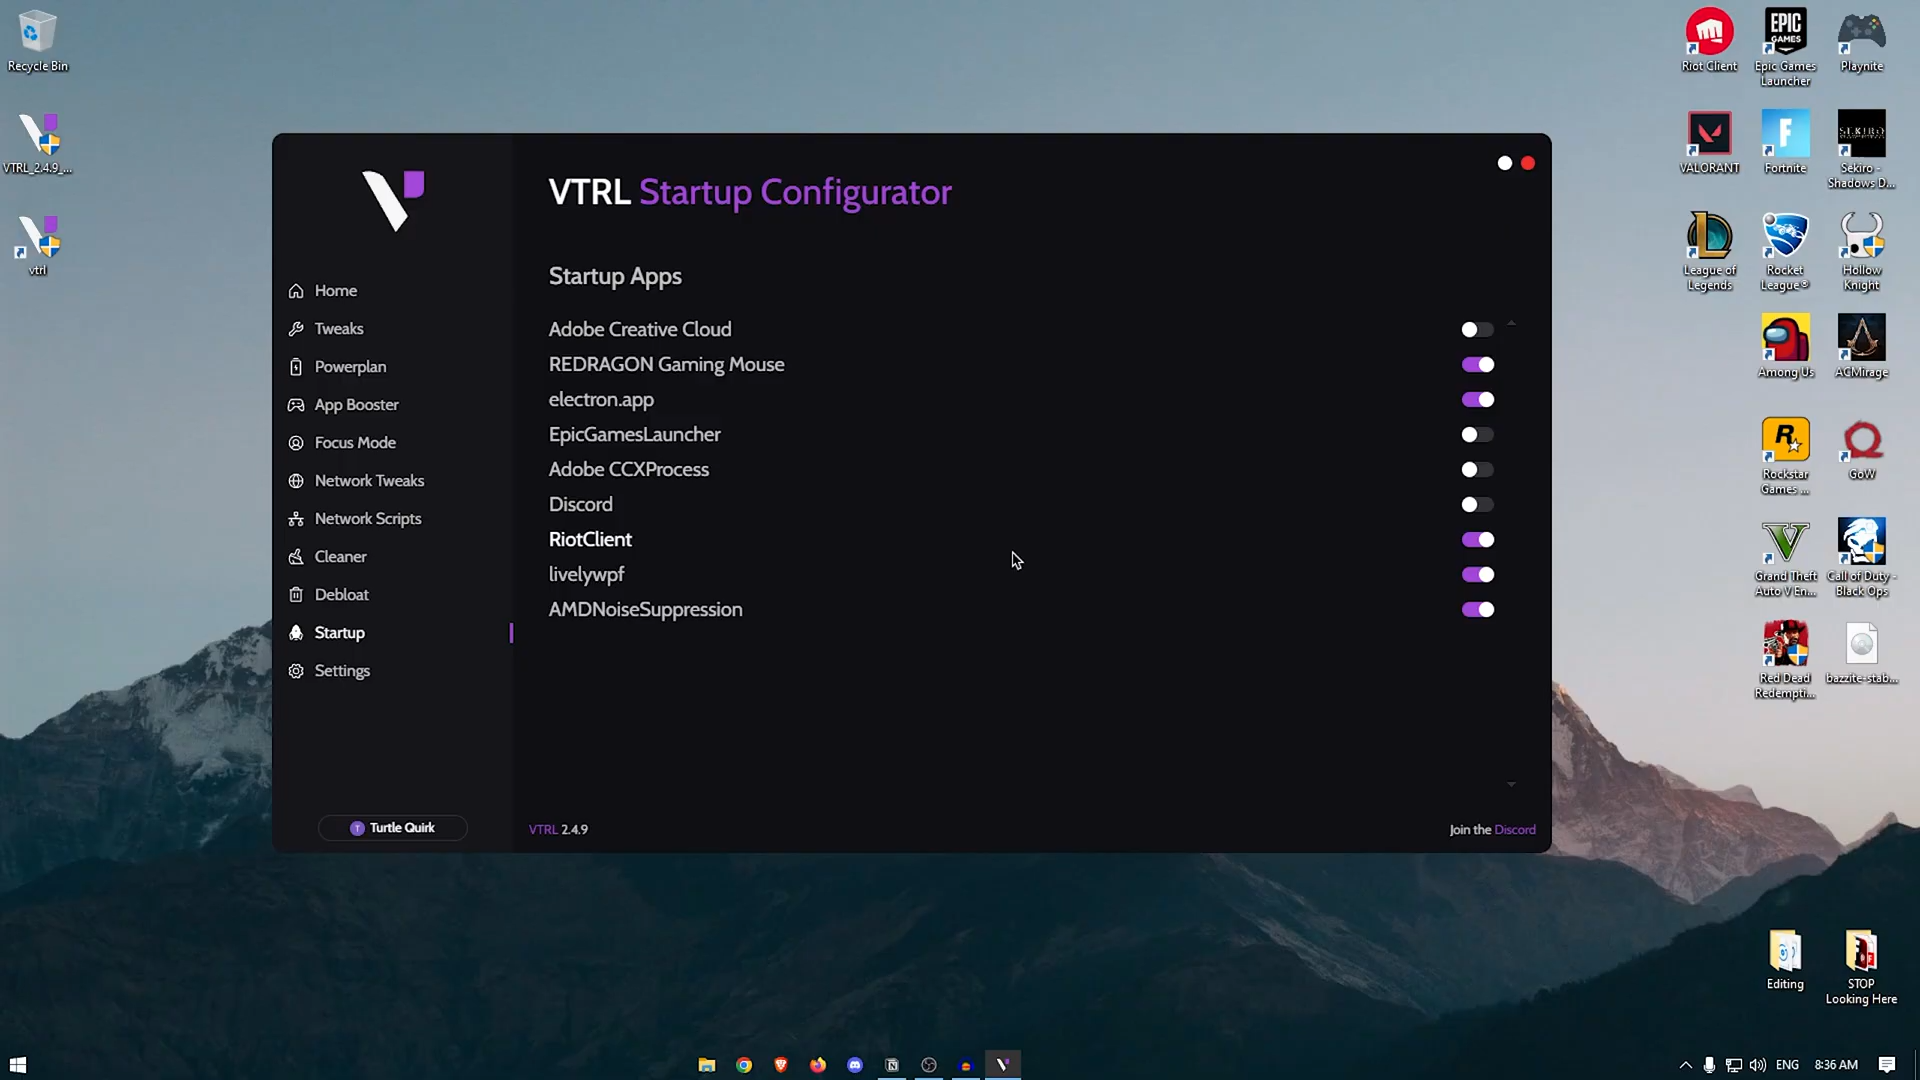 Recycle Bin
VTRL_2.4.9_...
vtrl
VTRL Startup Configurator
Home
Tweaks
Powerplan
App Booster
Focus Mode
Network Tweaks
Network Scripts
Cleaner
Debloat
Startup
Settings
T Turtle Quirk
Startup Apps
Adobe Creative Cloud
REDRAGON Gaming Mouse
electron.app
EpicGamesLauncher
Adobe CCXProcess
Discord
RiotClient
livelywpf
AMDNoiseSuppression
VTRL 2.4.9
Join the Discord
EPIC
GAMES
Riot Client
Epic Games
Launcher
Playnite
SEKIRO
VALORANT
Fortnite
Sekiro -
Shadows D...
League of
Legends
Rocket
League®
Hollow
Knight
Among Us
ACMirage
Rockstar
Games ...
GoW
Grand Theft
Auto V En...
Call of Duty -
Black Ops
Red Dead
Redempti...
bazzite-stab...
Editing
STOP
Looking Here
ENG
8:36 AM